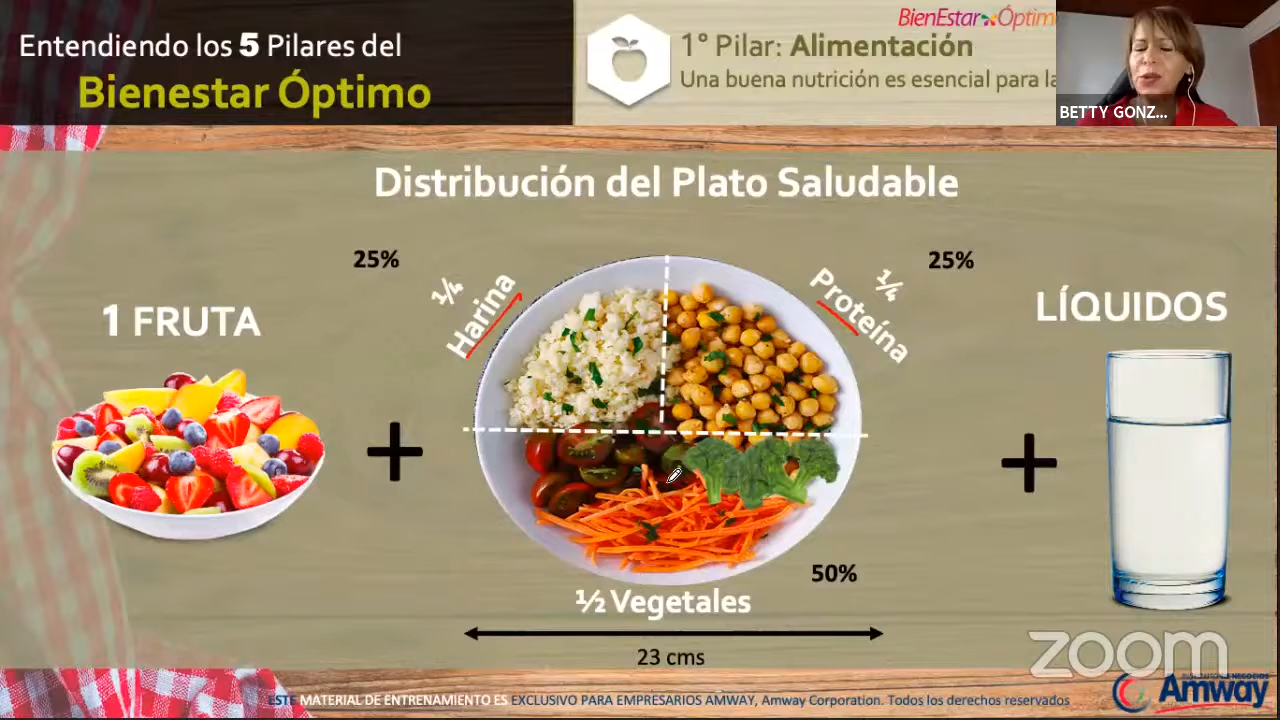 Entendiendo los 5 Pilares del
Bienestar Óptimo
BienEstar Óptim
1° Pilar: Alimentación
Una buena nutrición es esencial para la
BETTY GONZ...
Distribución del Plato Saludable
25%
25%
¼
Harina
¼
Proteína
1 FRUTA
LÍQUIDOS
+
+
50%
½ Vegetales
23 cms
zoom
ESTE MATERIAL DE ENTRENAMIENTO ES EXCLUSIVO PARA EMPRESARIOS AMWAY, Amway Corporation. Todos los derechos reservados
NEGOCIOS
Amway